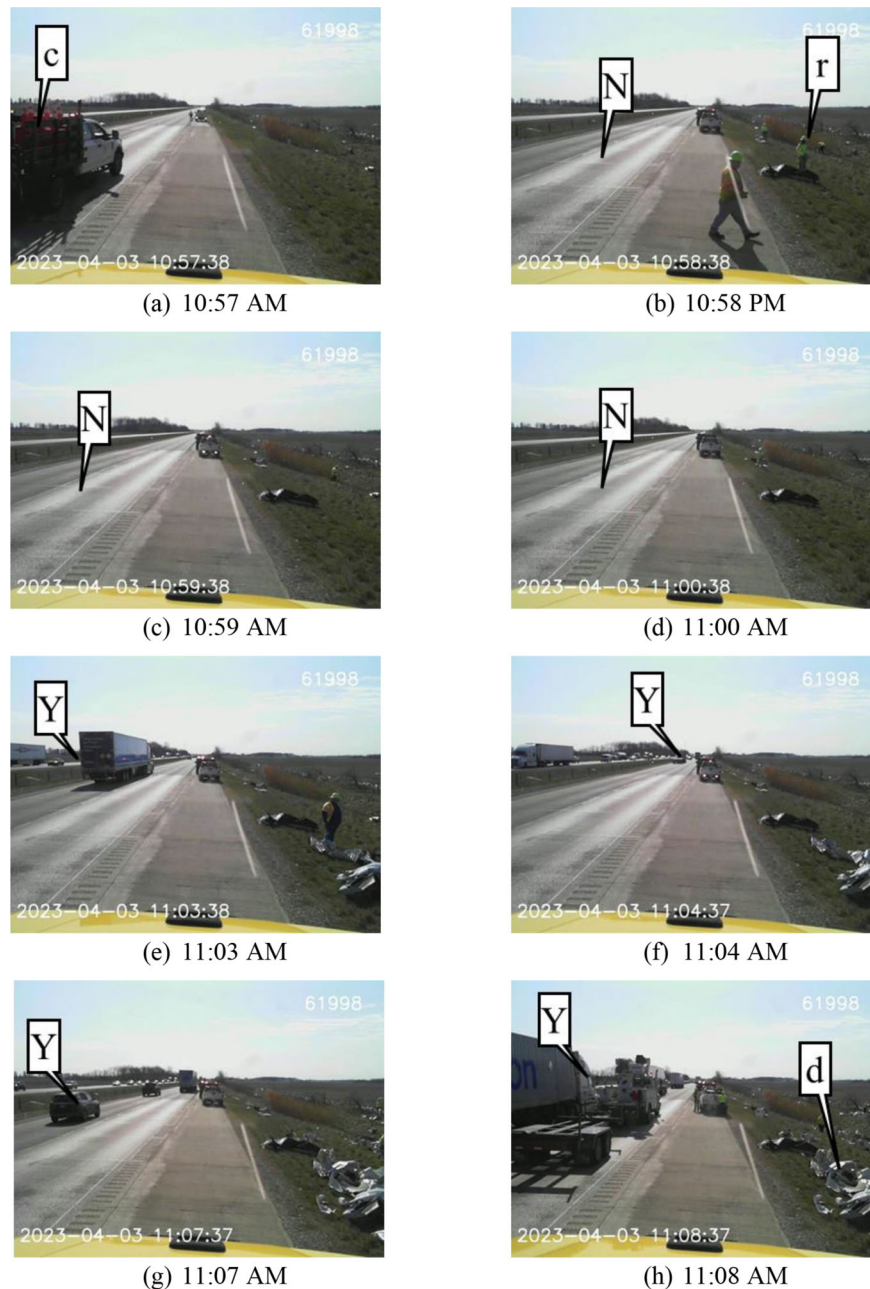 61998
c
2023-04-03 10:57:38
(a) 10:57 AM
61998
N
r
2023-04-03 10:58:38
(b) 10:58 PM
61998
N
2023-04-03 10:59:38
(c) 10:59 AM
61998
N
2023-04-03 11:00:38
(d) 11:00 AM
61998
Y
2023-04-03 11:03:38
(e) 11:03 AM
61998
Y
2023-04-03 11:04:37
(f) 11:04 AM
61998
Y
2023-04-03 11:07:37
(g) 11:07 AM
61998
Y
d
on
2023-04-03 11:08:37
(h) 11:08 AM